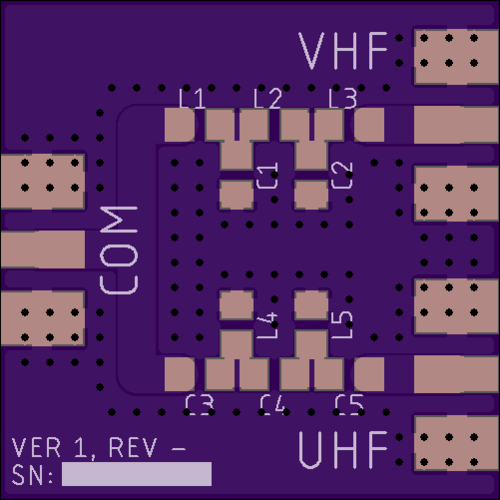 VHF
L1 L2 L3
C1 C2
COM
L4 L5
C3 C4 C5
UHF
VER 1, REV –
SN: